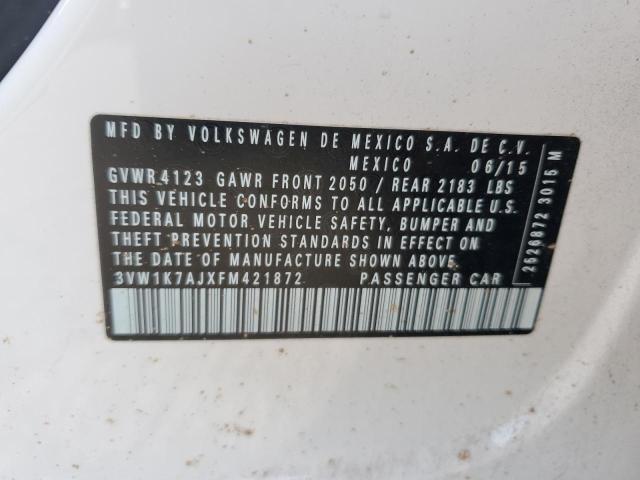 MFD BY VOLKSWAGEN DE MEXICO S.A. DE C.V.
MEXICO 06/15
GVWR 4123 GAWR FRONT 2050 / REAR 2183 LBS
THIS VEHICLE CONFORMS TO ALL APPLICABLE U.S.
FEDERAL MOTOR VEHICLE SAFETY, BUMPER AND
THEFT PREVENTION STANDARDS IN EFFECT ON
THE DATE OF MANUFACTURE SHOWN ABOVE.
3VW1K7AJXFM421872 PASSENGER CAR
2526872 3015 M